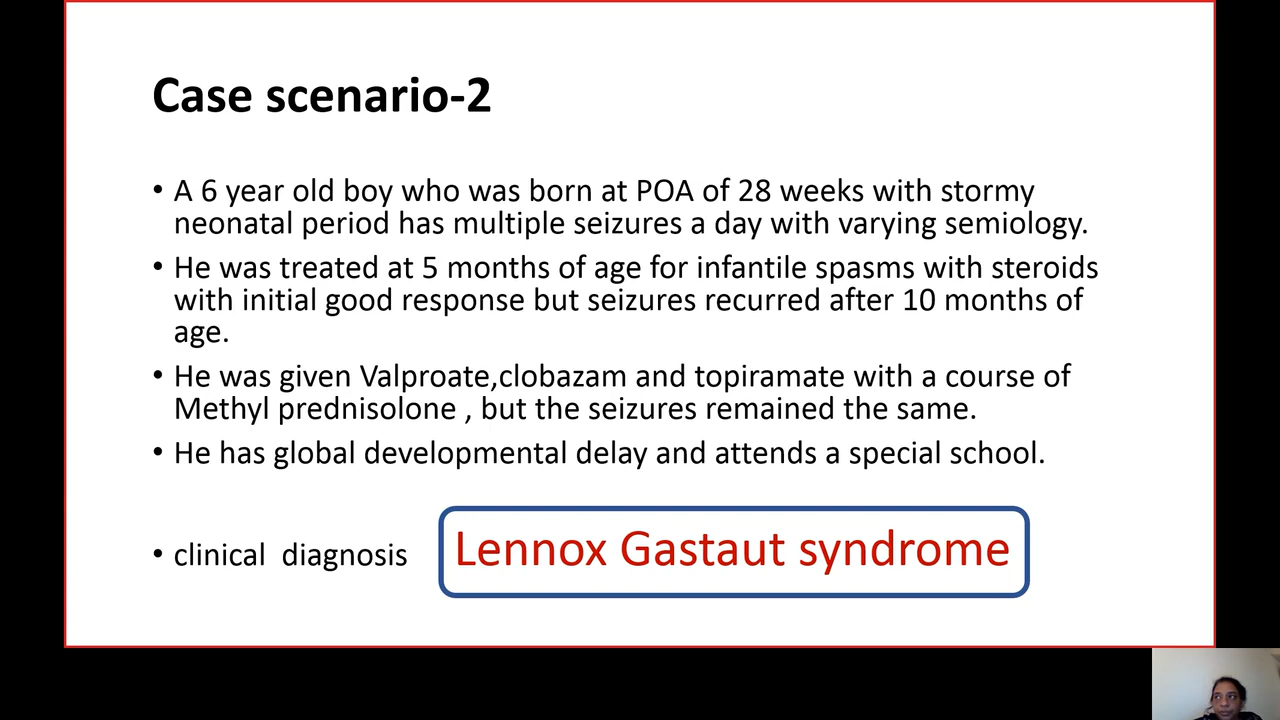 Case scenario-2
• A 6 year old boy who was born at POA of 28 weeks with stormy
neonatal period has multiple seizures a day with varying semiology.
• He was treated at 5 months of age for infantile spasms with steroids
with initial good response but seizures recurred after 10 months of
age.
• He was given Valproate,clobazam and topiramate with a course of
Methyl prednisolone , but the seizures remained the same.
• He has global developmental delay and attends a special school.
• clinical diagnosis Lennox Gastaut syndrome